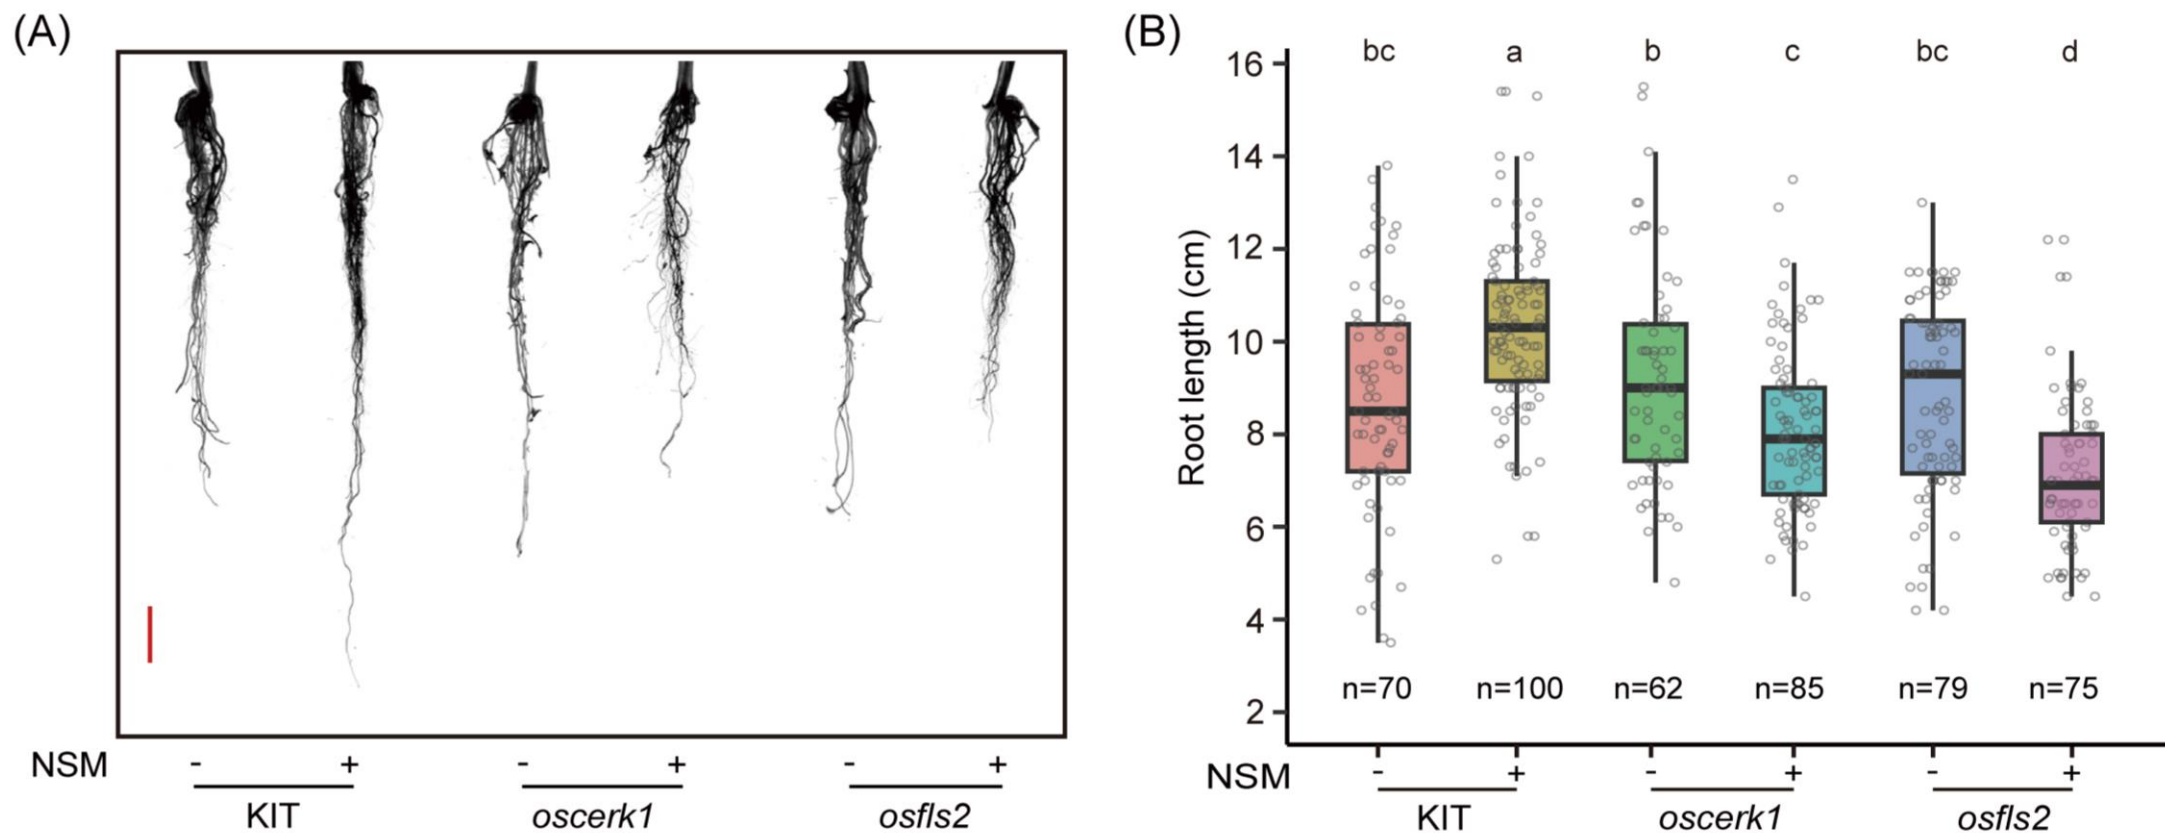 (A)
NSM - + - + - +
KIT oscerk1 osfls2
(B)
bc a b c bc d
Root length (cm)
16
14
12
10
8
6
4
2
n=70 n=100 n=62 n=85 n=79 n=75
NSM - + - + - +
KIT oscerk1 osfls2